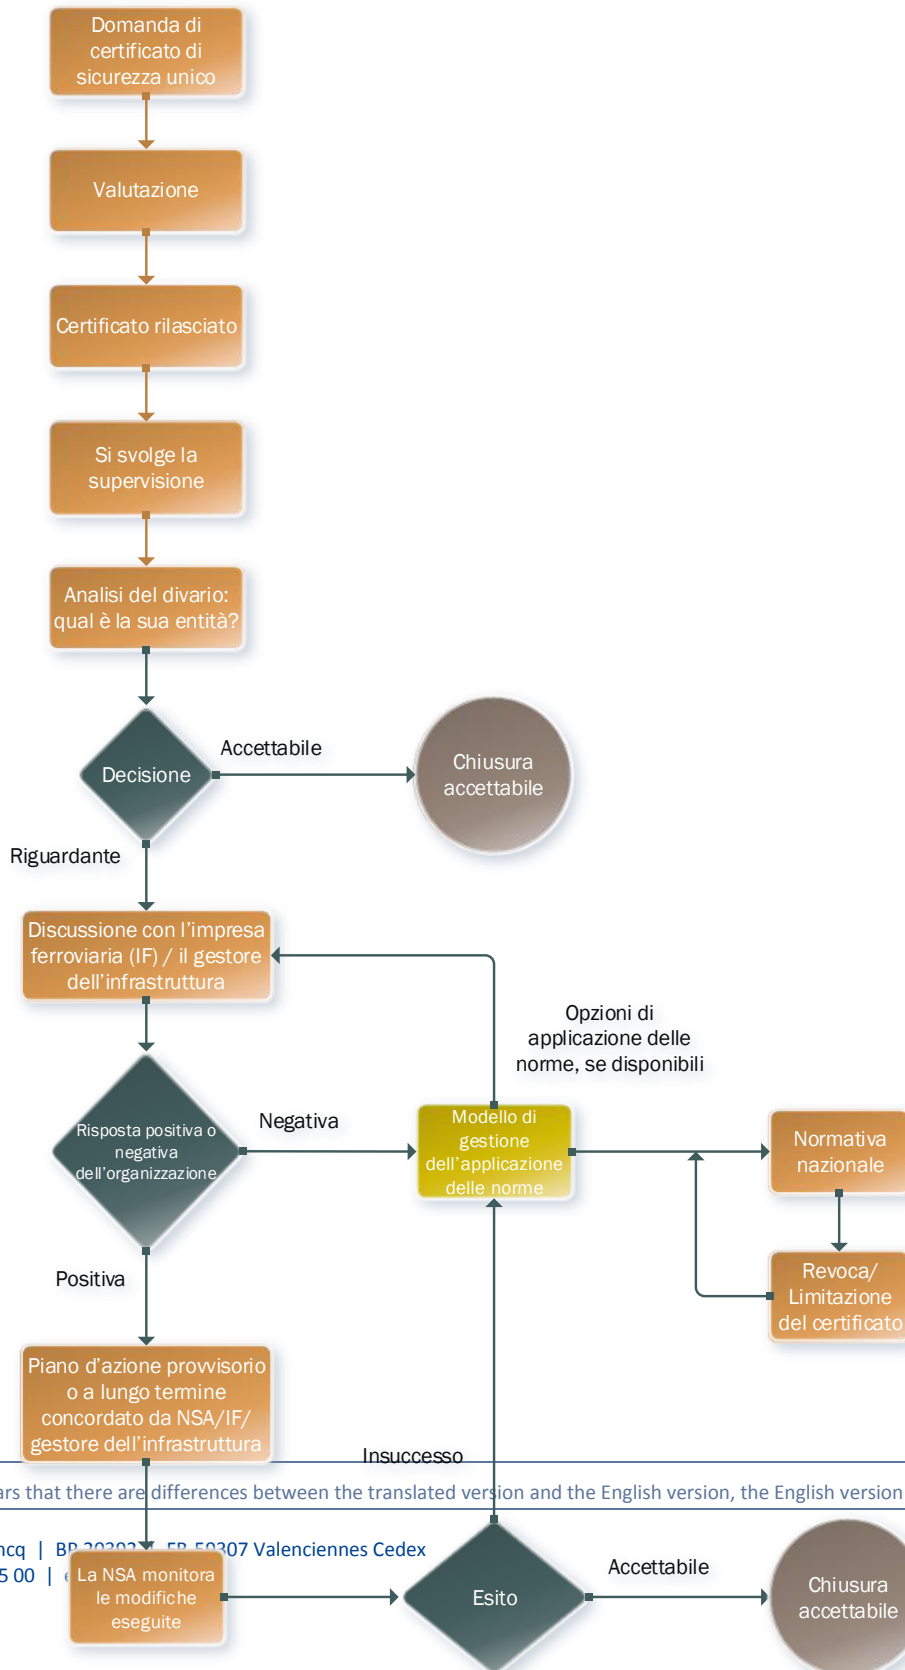 Domanda di
certificato di
sicurezza unico
Valutazione
Certificato rilasciato
Si svolge la
supervisione
Analisi del divario:
qual è la sua entità?
Decisione
Accettabile
Chiusura
accettabile
Riguardante
Discussione con l'impresa
ferroviaria (IF) / il gestore
dell'infrastruttura
Opzioni di
applicazione delle
norme, se disponibili
Risposta positiva o
negativa
dell'organizzazione
Negativa
Modello di
gestione
dell'applicazione
delle norme
Normativa
nazionale
Revoca/
Limitazione
del certificato
Positiva
Piano d'azione provvisorio
o a lungo termine
concordato da NSA/IF/
gestore dell'infrastruttura
Insuccesso
that there are differences between the translated version and the English version, the English version
| BP 20392 | FR-59307 Valenciennes Cedex
5 00 |
La NSA monitora
le modifiche
eseguite
Esito
Accettabile
Chiusura
accettabile